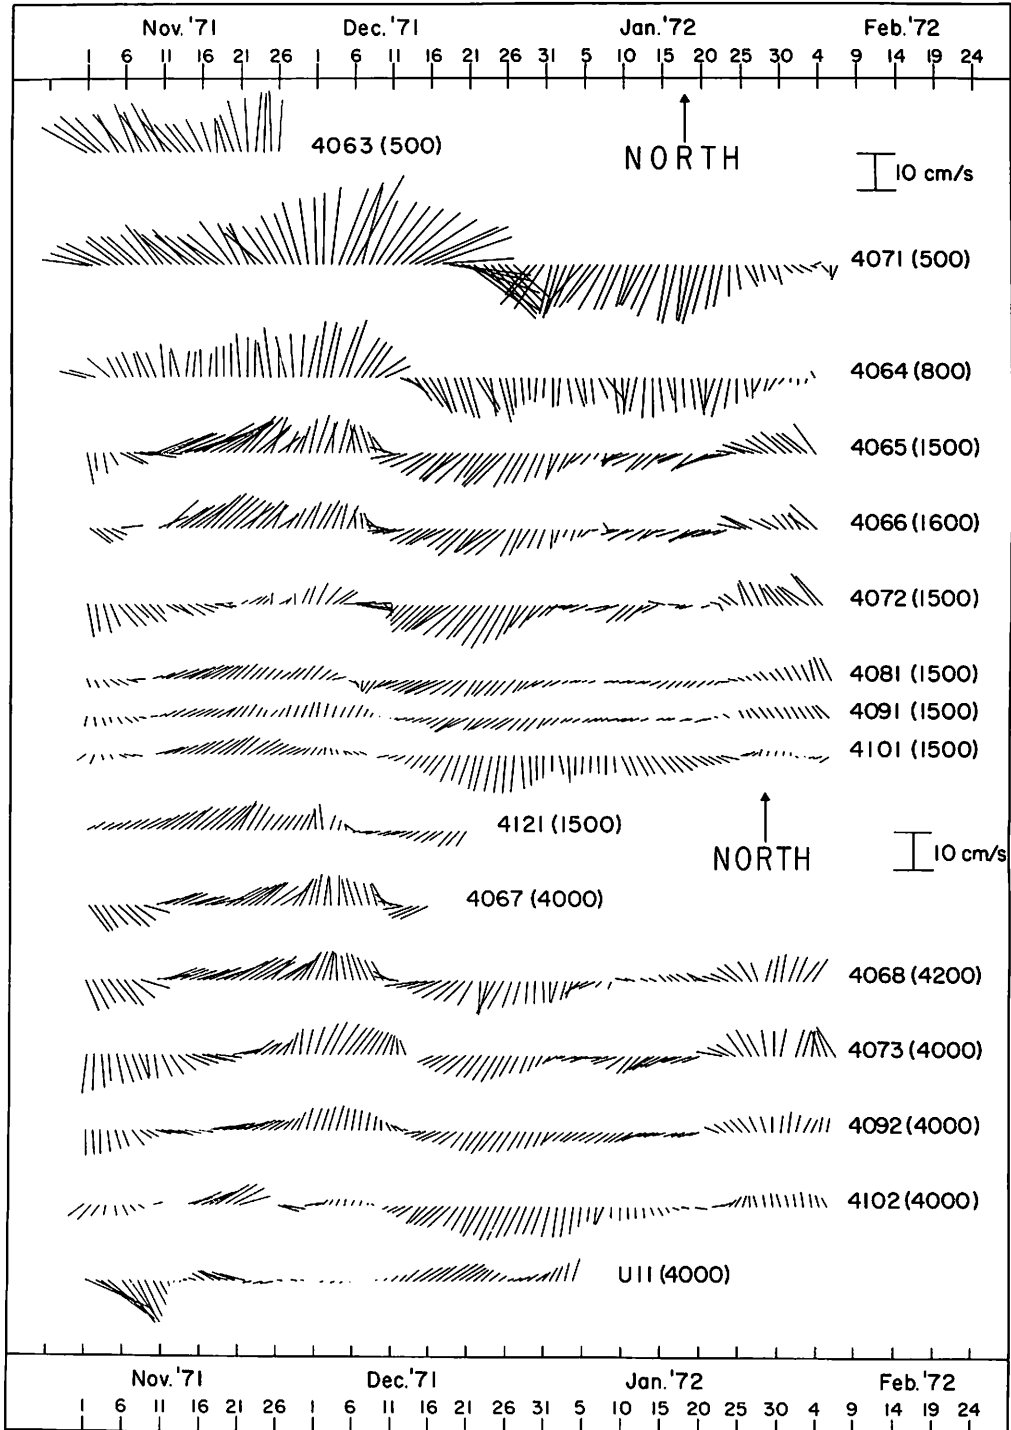 Nov. '71 Dec. '71 Jan. '72 Feb. '72
1 6 11 16 21 26 1 6 11 16 21 26 31 5 10 15 20 25 30 4 9 14 19 24
4063 (500)
NORTH
10 cm/s
4071 (500)
4064 (800)
4065 (1500)
4066 (1600)
4072 (1500)
4081 (1500)
4091 (1500)
4101 (1500)
4121 (1500)
NORTH
10 cm/s
4067 (4000)
4068 (4200)
4073 (4000)
4092 (4000)
4102 (4000)
U11 (4000)
Nov. '71 Dec. '71 Jan. '72 Feb. '72
1 6 11 16 21 26 1 6 11 16 21 26 31 5 10 15 20 25 30 4 9 14 19 24